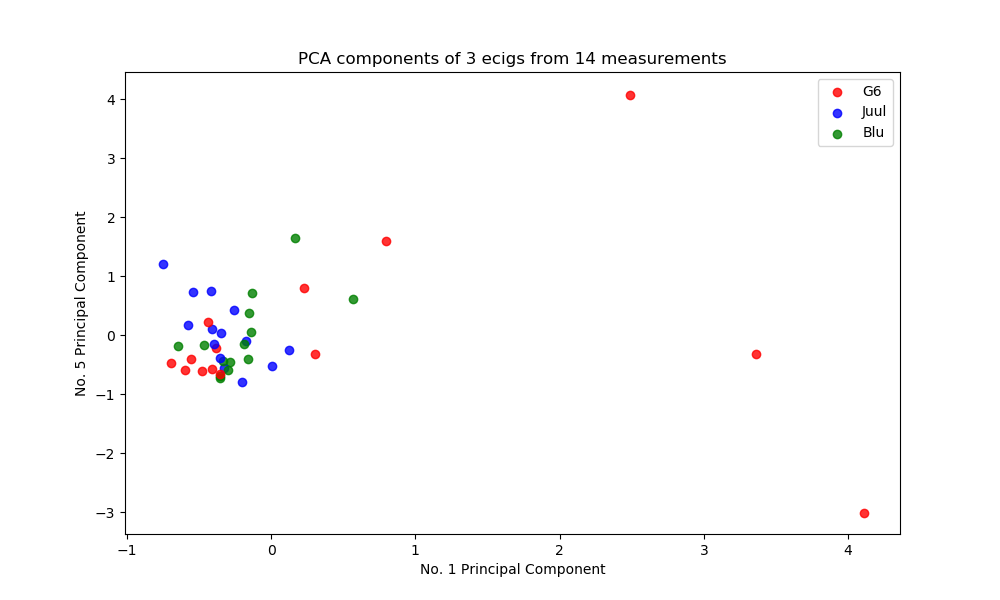 PCA components of 3 ecigs from 14 measurements
G6
Juul
Blu
4
3
2
1
0
−1
−2
−3
No. 5 Principal Component
−1
0
1
2
3
4
No. 1 Principal Component